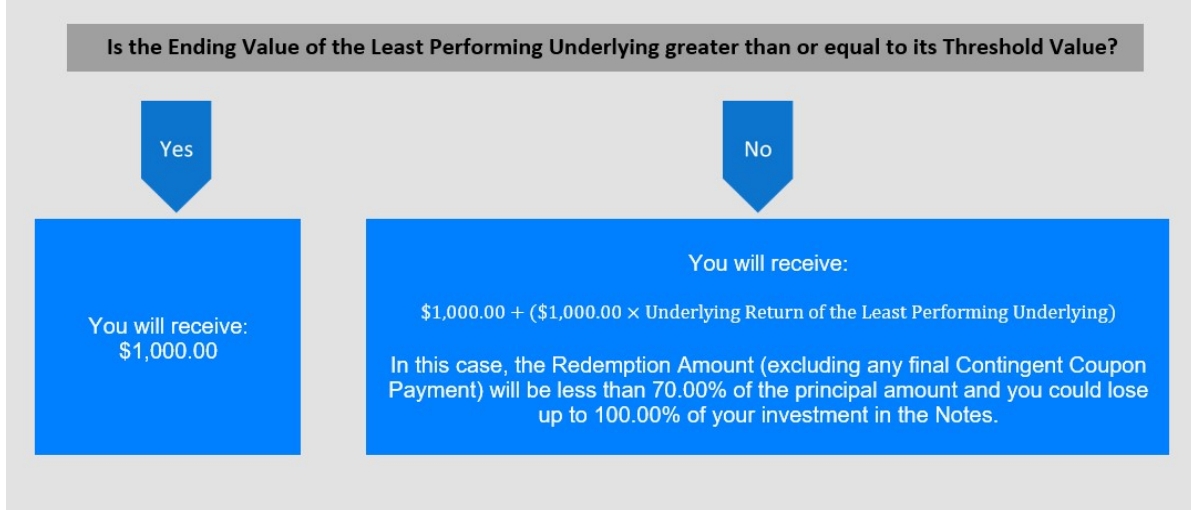 Is the Ending Value of the Least Performing Underlying greater than or equal to its Threshold Value?
Yes
No
You will receive:
$1,000.00
You will receive:
$1,000.00 + ($1,000.00 × Underlying Return of the Least Performing Underlying)
In this case, the Redemption Amount (excluding any final Contingent Coupon
Payment) will be less than 70.00% of the principal amount and you could lose
up to 100.00% of your investment in the Notes.